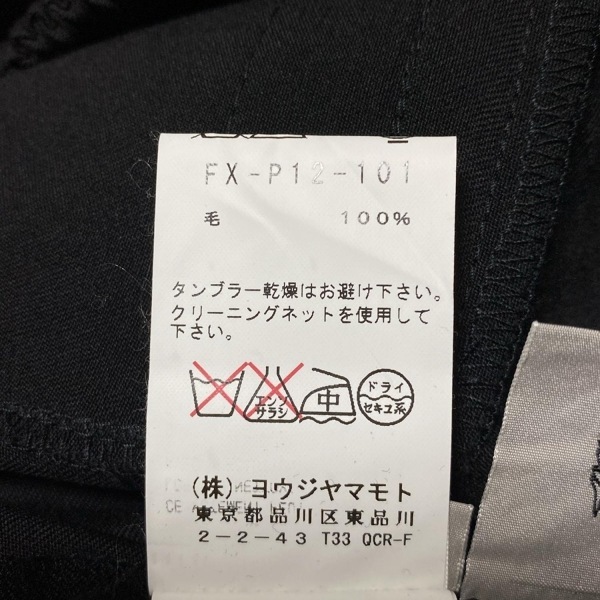 FX-P12-101
毛 100%
タンブラー乾燥はお避け下さい。
クリーニングネットを使用して
下さい。
エンソ
サラシ
中
ドライ
セキユ系
(株) ヨウジヤマモト
東京都品川区東品川
2-2-43 T33 QCR-F